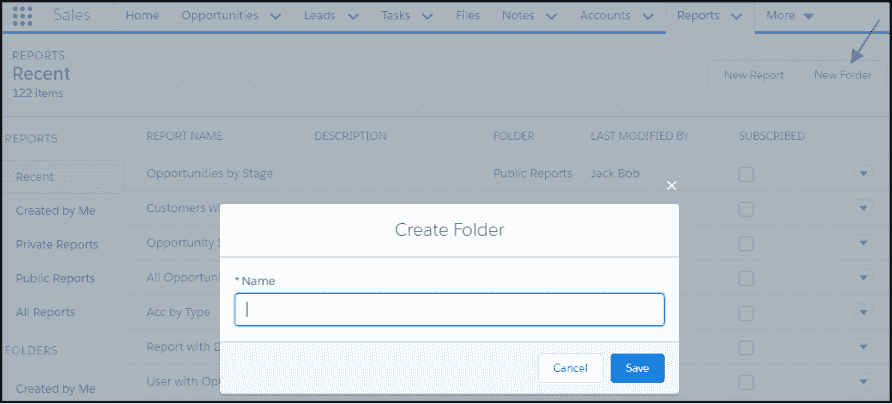 Sales Home Opportunities Leads Tasks Files Notes Accounts Reports More
REPORTS
Recent
122 items
New Report New Folder
REPORTS
REPORT NAME DESCRIPTION FOLDER LAST MODIFIED BY SUBSCRIBED
Recent
Opportunities by Stage Public Reports Jack Bob
Created by Me
Customers
Private Reports
Opportunity
Public Reports
All
All Reports
Acc by Type
FOLDERS
Report with
Created by Me
User with
Create Folder
* Name
Cancel Save